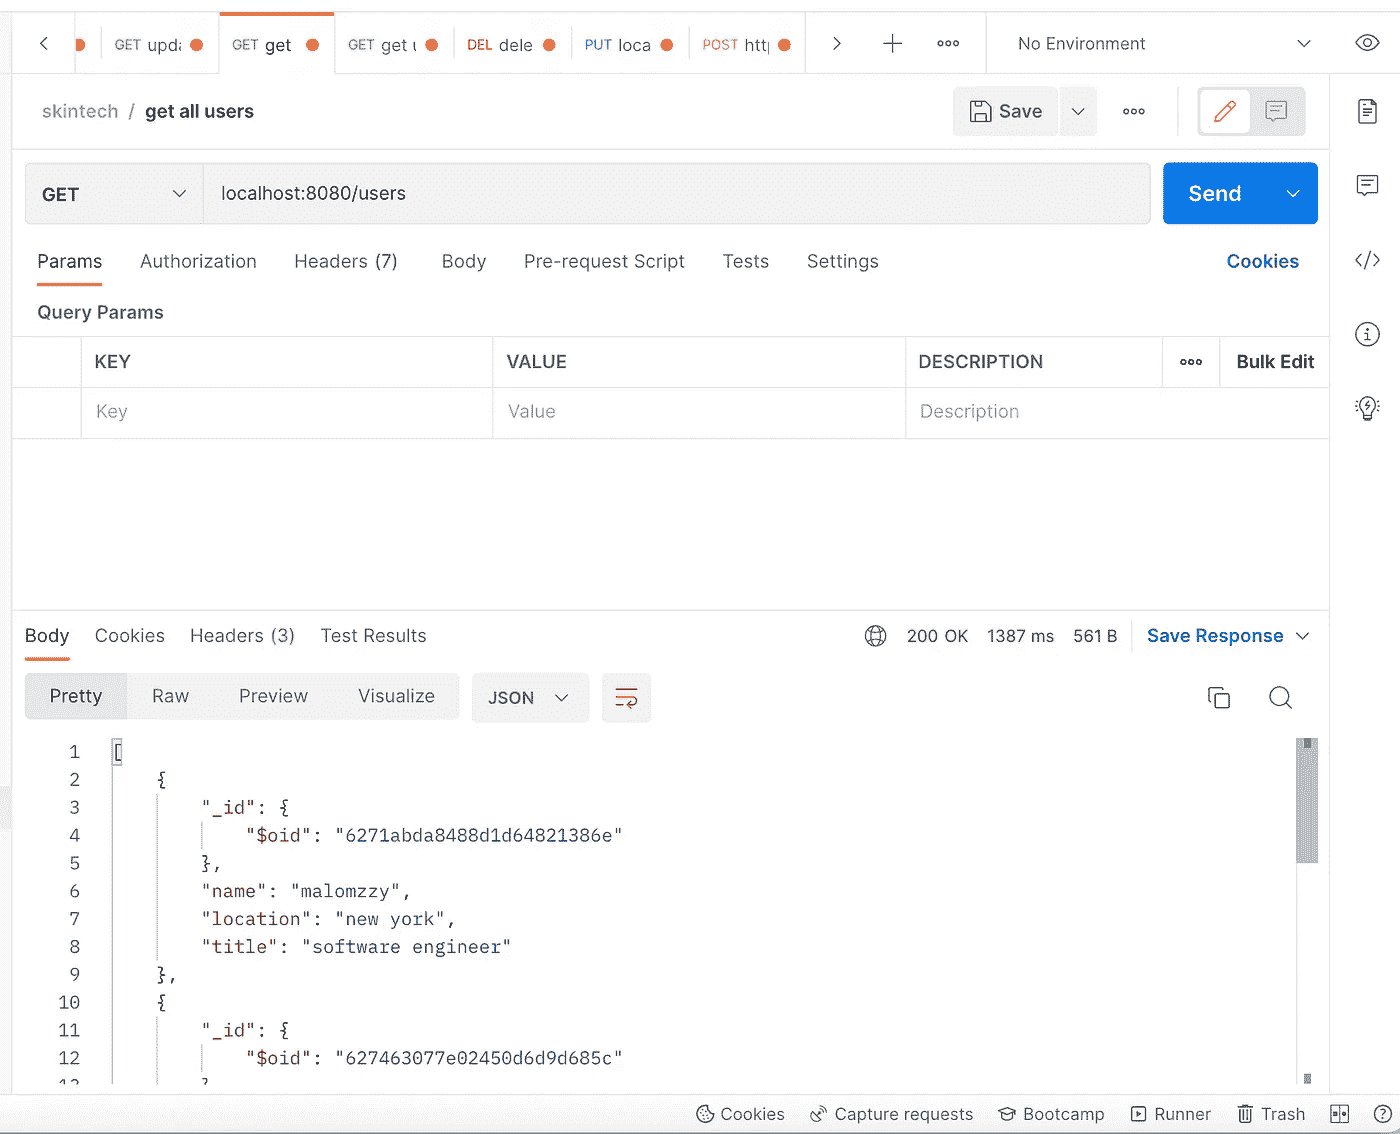 GET upda GET get GET get u DEL dele PUT loca POST htt No Environment
skintech / get all users Save
GET localhost:8080/users Send
Params Authorization Headers (7) Body Pre-request Script Tests Settings Cookies
Query Params
KEY VALUE DESCRIPTION Bulk Edit
Key Value Description
Body Cookies Headers (3) Test Results 200 OK 1387 ms 561 B Save Response
Pretty Raw Preview Visualize JSON
1 [
2 {
3 "_id": {
4 "$oid": "6271abda8488d1d64821386e"
5 },
6 "name": "malomzzy",
7 "location": "new york",
8 "title": "software engineer"
9 },
10 {
11 "_id": {
12 "$oid": "627463077e02450d6d9d685c"
Cookies Capture requests Bootcamp Runner Trash